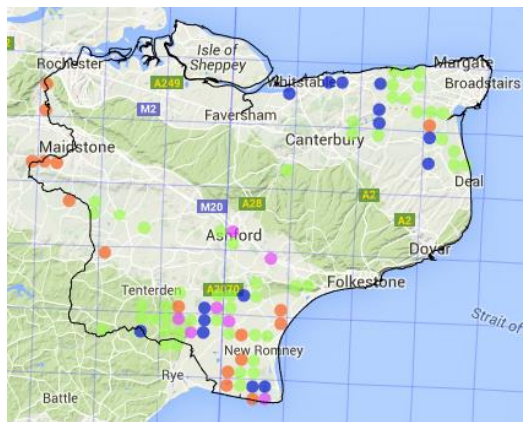 Isle of
Sheppey
Rochester
Margate
A249
Whitstable
Broadstairs
M2
Faversham
Canterbury
Maidstone
Deal
A2
M20
A28
A2
Ashford
Dover
Folkestone
Tenterden
A2070
Strait of
New Romney
Rye
Battle